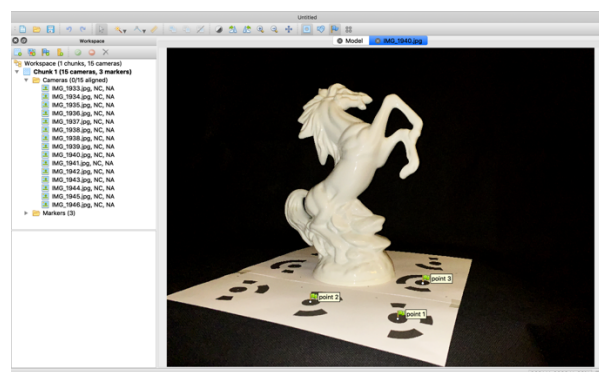 Untitled
Workspace
Model
IMG_1940.jpg
Workspace (1 chunks, 15 cameras)
Chunk 1 (15 cameras, 3 markers)
Cameras (0/15 aligned)
IMG_1933.jpg, NC, NA
IMG_1934.jpg, NC, NA
IMG_1935.jpg, NC, NA
IMG_1936.jpg, NC, NA
IMG_1937.jpg, NC, NA
IMG_1938.jpg, NC, NA
IMG_1938.jpg, NC, NA
IMG_1939.jpg, NC, NA
IMG_1940.jpg, NC, NA
IMG_1941.jpg, NC, NA
IMG_1942.jpg, NC, NA
IMG_1943.jpg, NC, NA
IMG_1944.jpg, NC, NA
IMG_1945.jpg, NC, NA
IMG_1946.jpg, NC, NA
Markers (3)
point 3
point 2
point 1